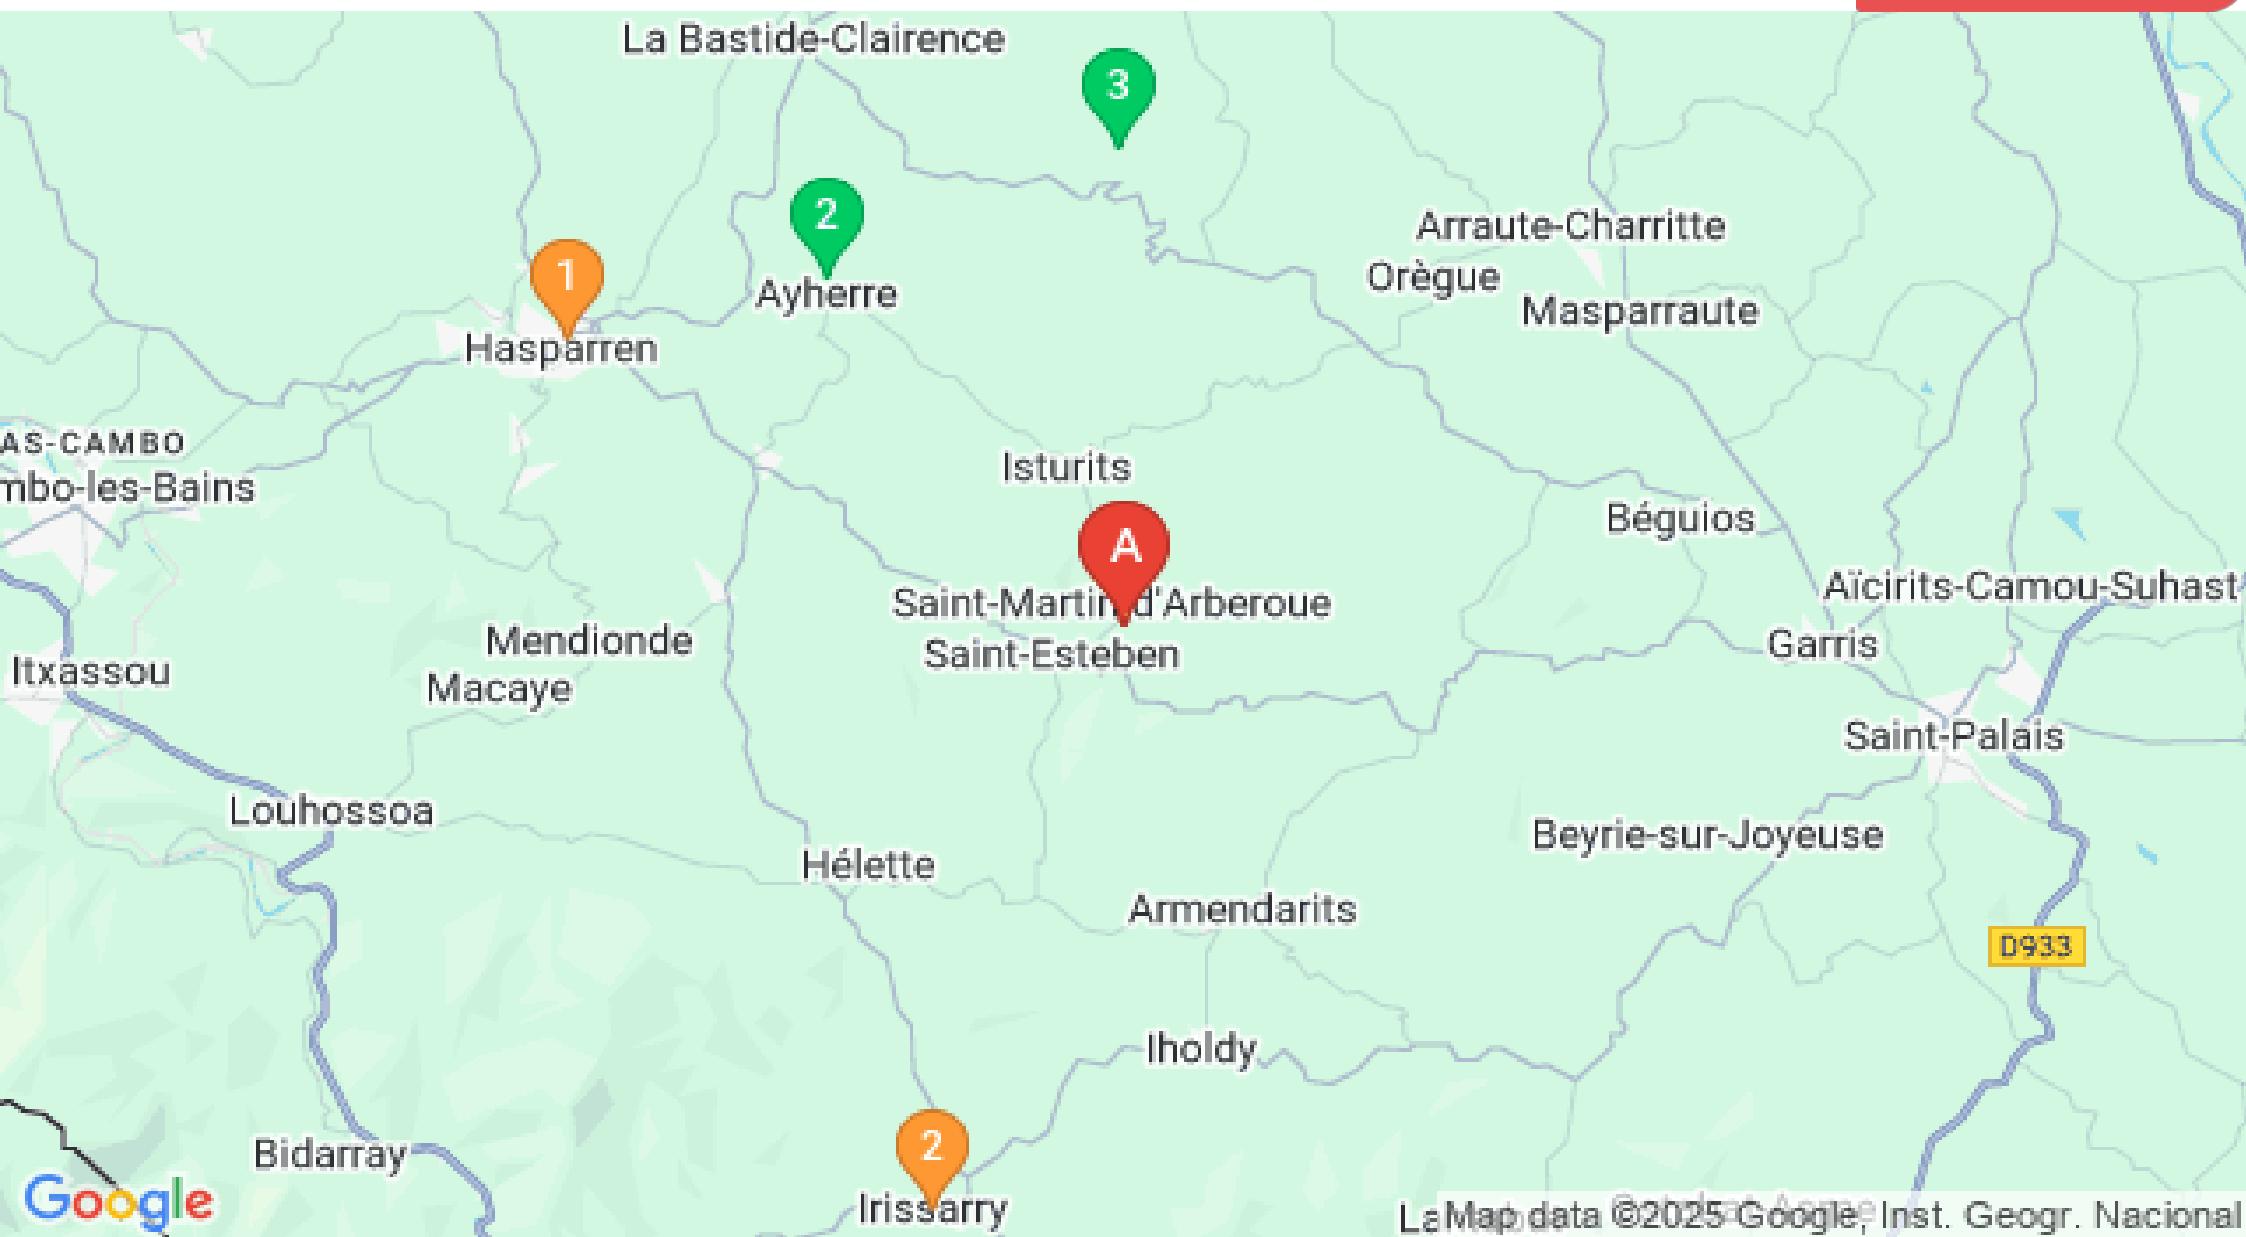 La Bastide-Clairence
3
2
Arraute-Charritte
1
Orègue
Ayherre
Masparraute
Hasparren
AS-CAMBO
Isturits
mbo-les-Bains
Béguios
A
Aïcirits-Camou-Suhast
Saint-Martin d'Arberoue
Mendionde
Garris
Saint-Esteben
Itxassou
Macaye
Saint-Palais
Louhossoa
Beyrie-sur-Joyeuse
Hélette
Armendarits
D933
Iholdy
2
Bidarray
Google
Irissarry
La
Map data ©2025 Google, Inst. Geogr. Nacional